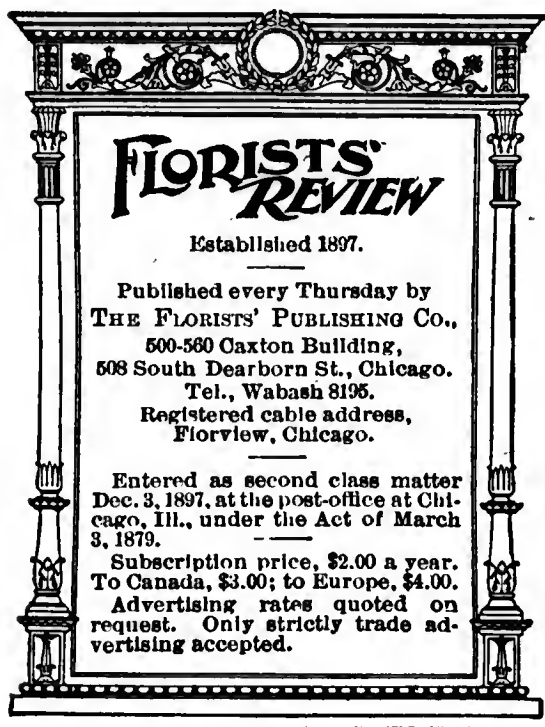 FLORISTS'
REVIEW
Established 1897.
Published every Thursday by
THE FLORISTS' PUBLISHING CO.,
500-560 Caxton Building,
508 South Dearborn St., Chicago.
Tel., Wabash 8195.
Registered cable address,
Florview, Chicago.
Entered as second class matter
Dec. 3, 1897, at the post-office at Chi-
cago, Ill., under the Act of March
3, 1879.
Subscription price, $2.00 a year.
To Canada, $3.00; to Europe, $4.00.
Advertising rates quoted on
request. Only strictly trade ad-
vertising accepted.